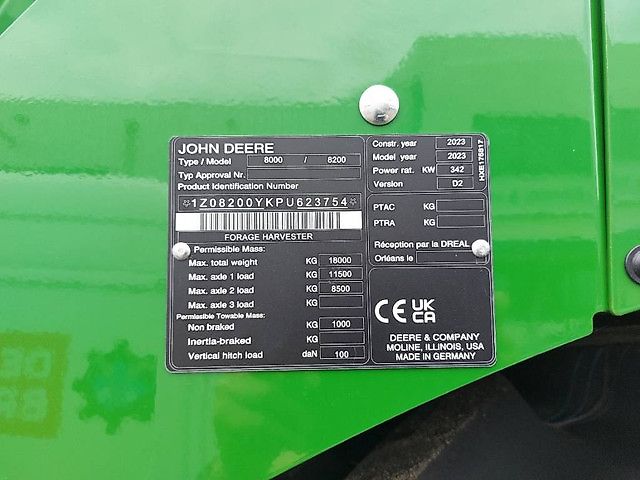 JOHN DEERE
Type / Model 8000 / 8200
Typ Approval Nr.
Product Identification Number
*1Z08200YKPU623754*
FORAGE HARVESTER
Permissible Mass:
Max. total weight KG 18000
Max. axle 1 load KG 11500
Max. axle 2 load KG 8500
Max. axle 3 load KG
Permissible Towable Mass:
Non braked KG 1000
Inertia-braked KG
Vertical hitch load daN 100
Constr. year 2023
Model year 2023
Power rat. KW 342
Version D2
HXE175817
PTAC KG
PTRA KG
Réception par la DREAL
Orléans le
CE UK
CA
DEERE & COMPANY
MOLINE, ILLINOIS, USA
MADE IN GERMANY